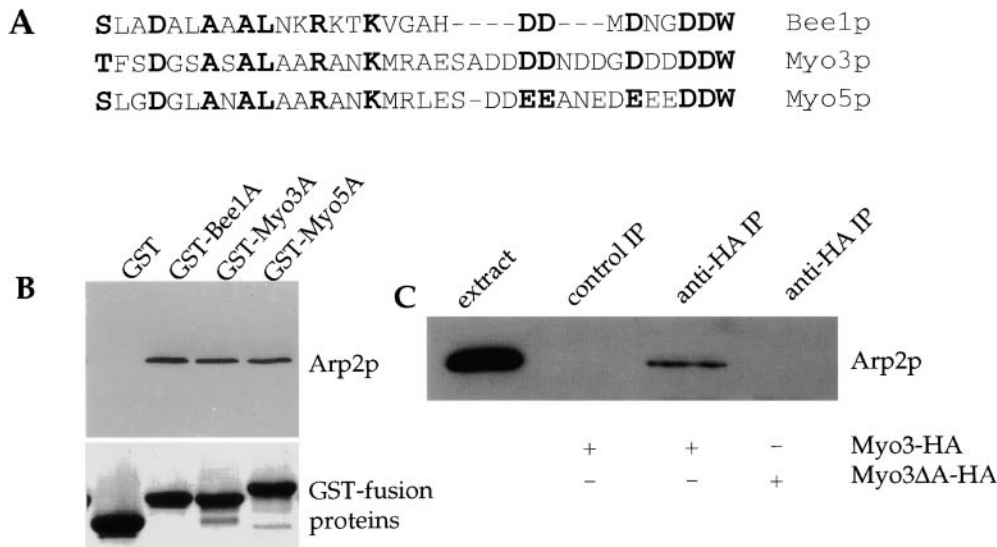 A
SLADALAAALNKRKTKVGAH----DD---MDNGDDW Bee1p
TFSDGSASALAARANKMRAESADDDDNDDGDDDDDW Myo3p
SLGDGLANALAARANKMRLES-DDEEANEDEEEDDW Myo5p
B
GST GST-Bee1A GST-Myo3A GST-Myo5A
Arp2p
GST-fusion
proteins
C
extract control IP anti-HA IP anti-HA IP
Arp2p
+ + – Myo3-HA
– – + Myo3ΔA-HA